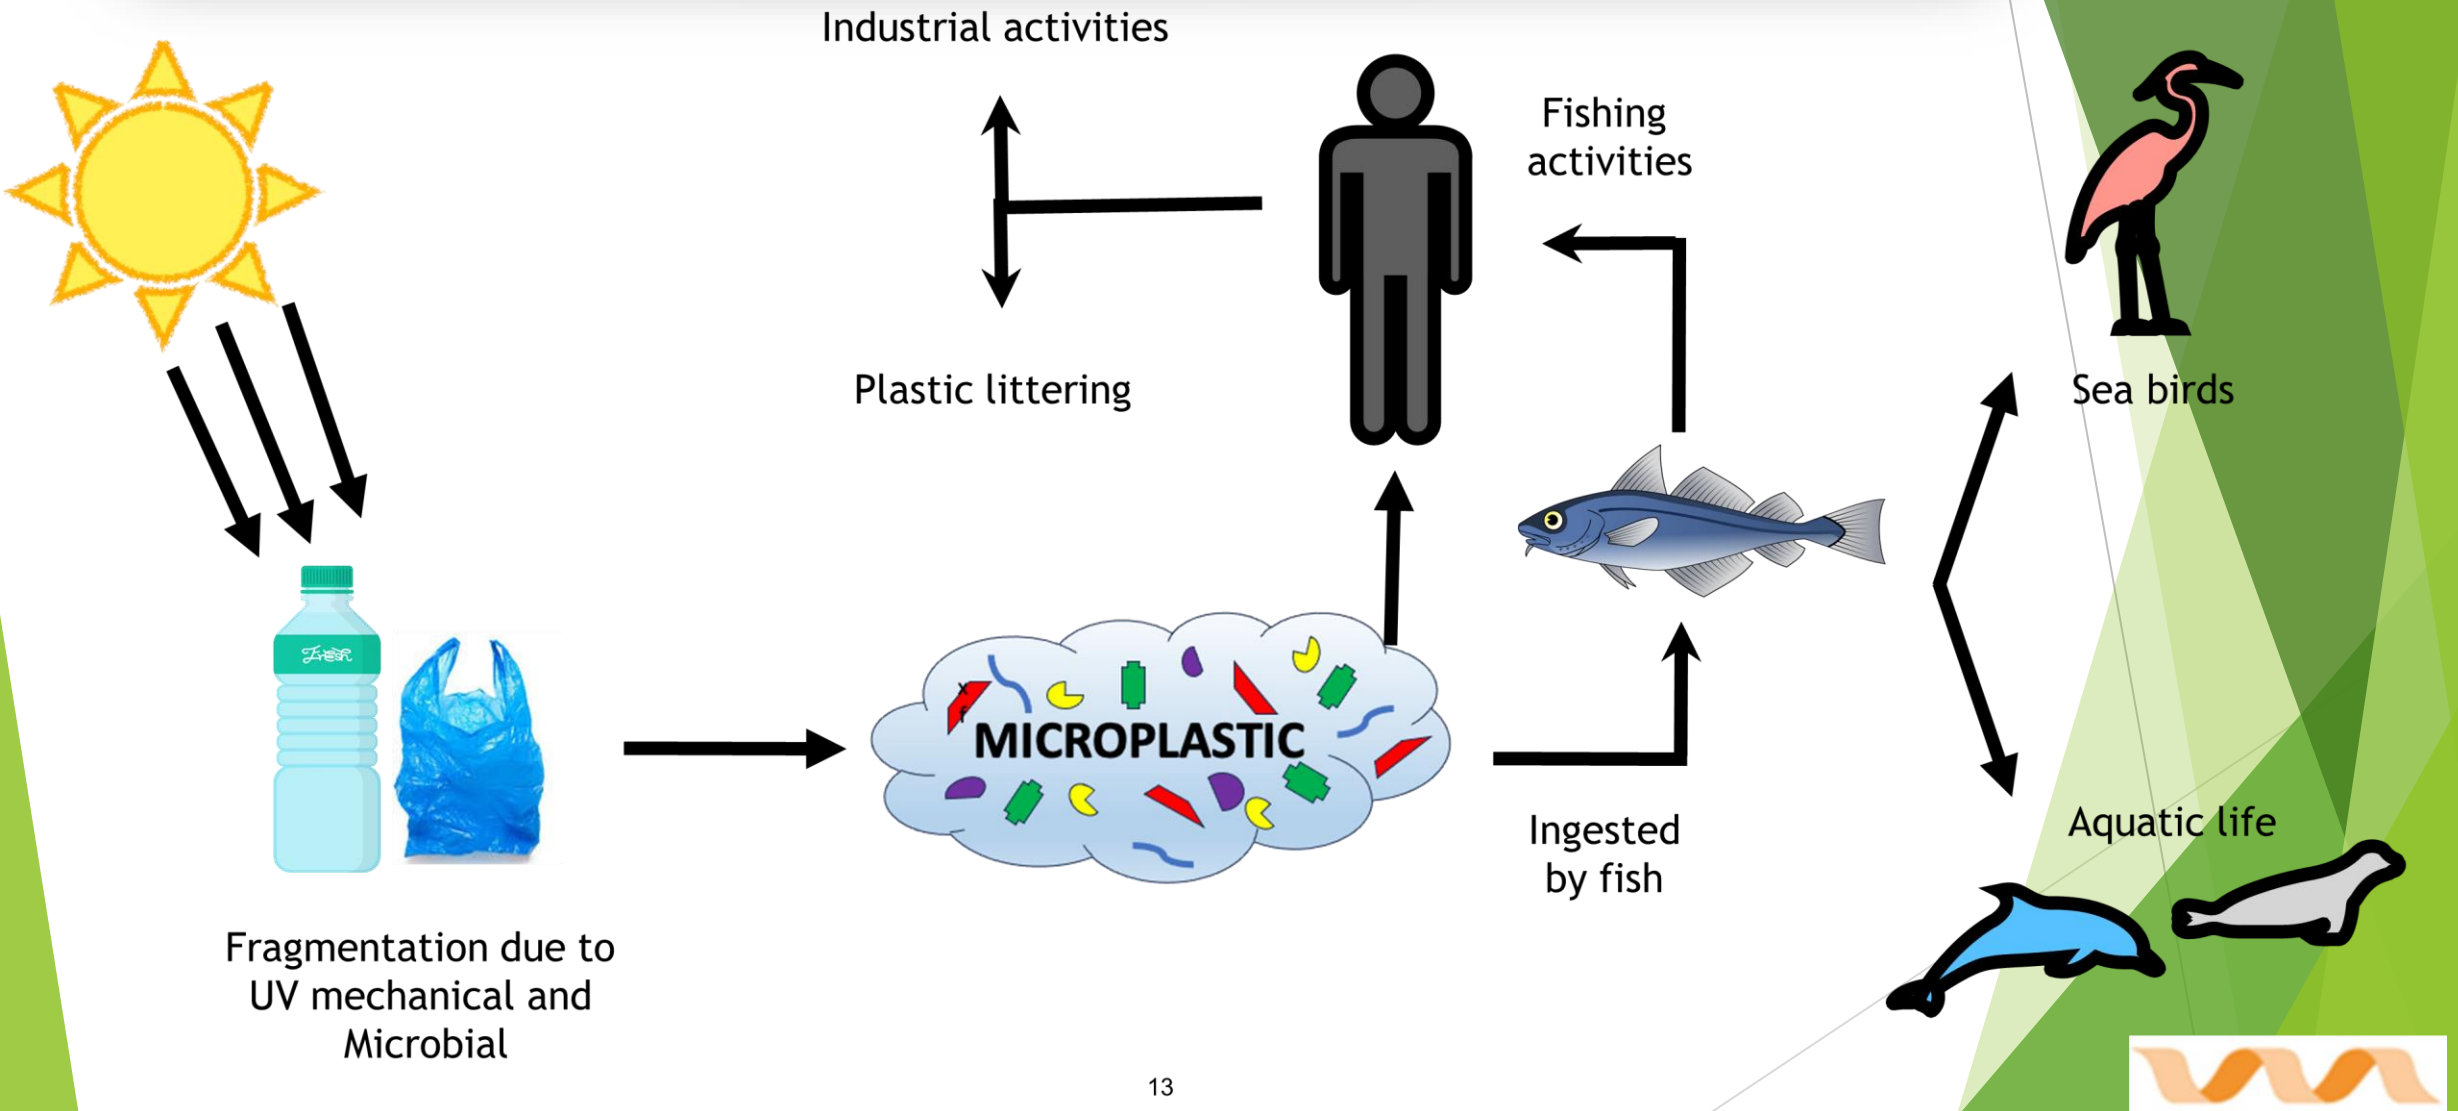 Industrial activities
Fishing
activities
Plastic littering
Sea birds
Fresh
x
f
MICROPLASTIC
Ingested
by fish
Aquatic life
Fragmentation due to
UV mechanical and
Microbial
13